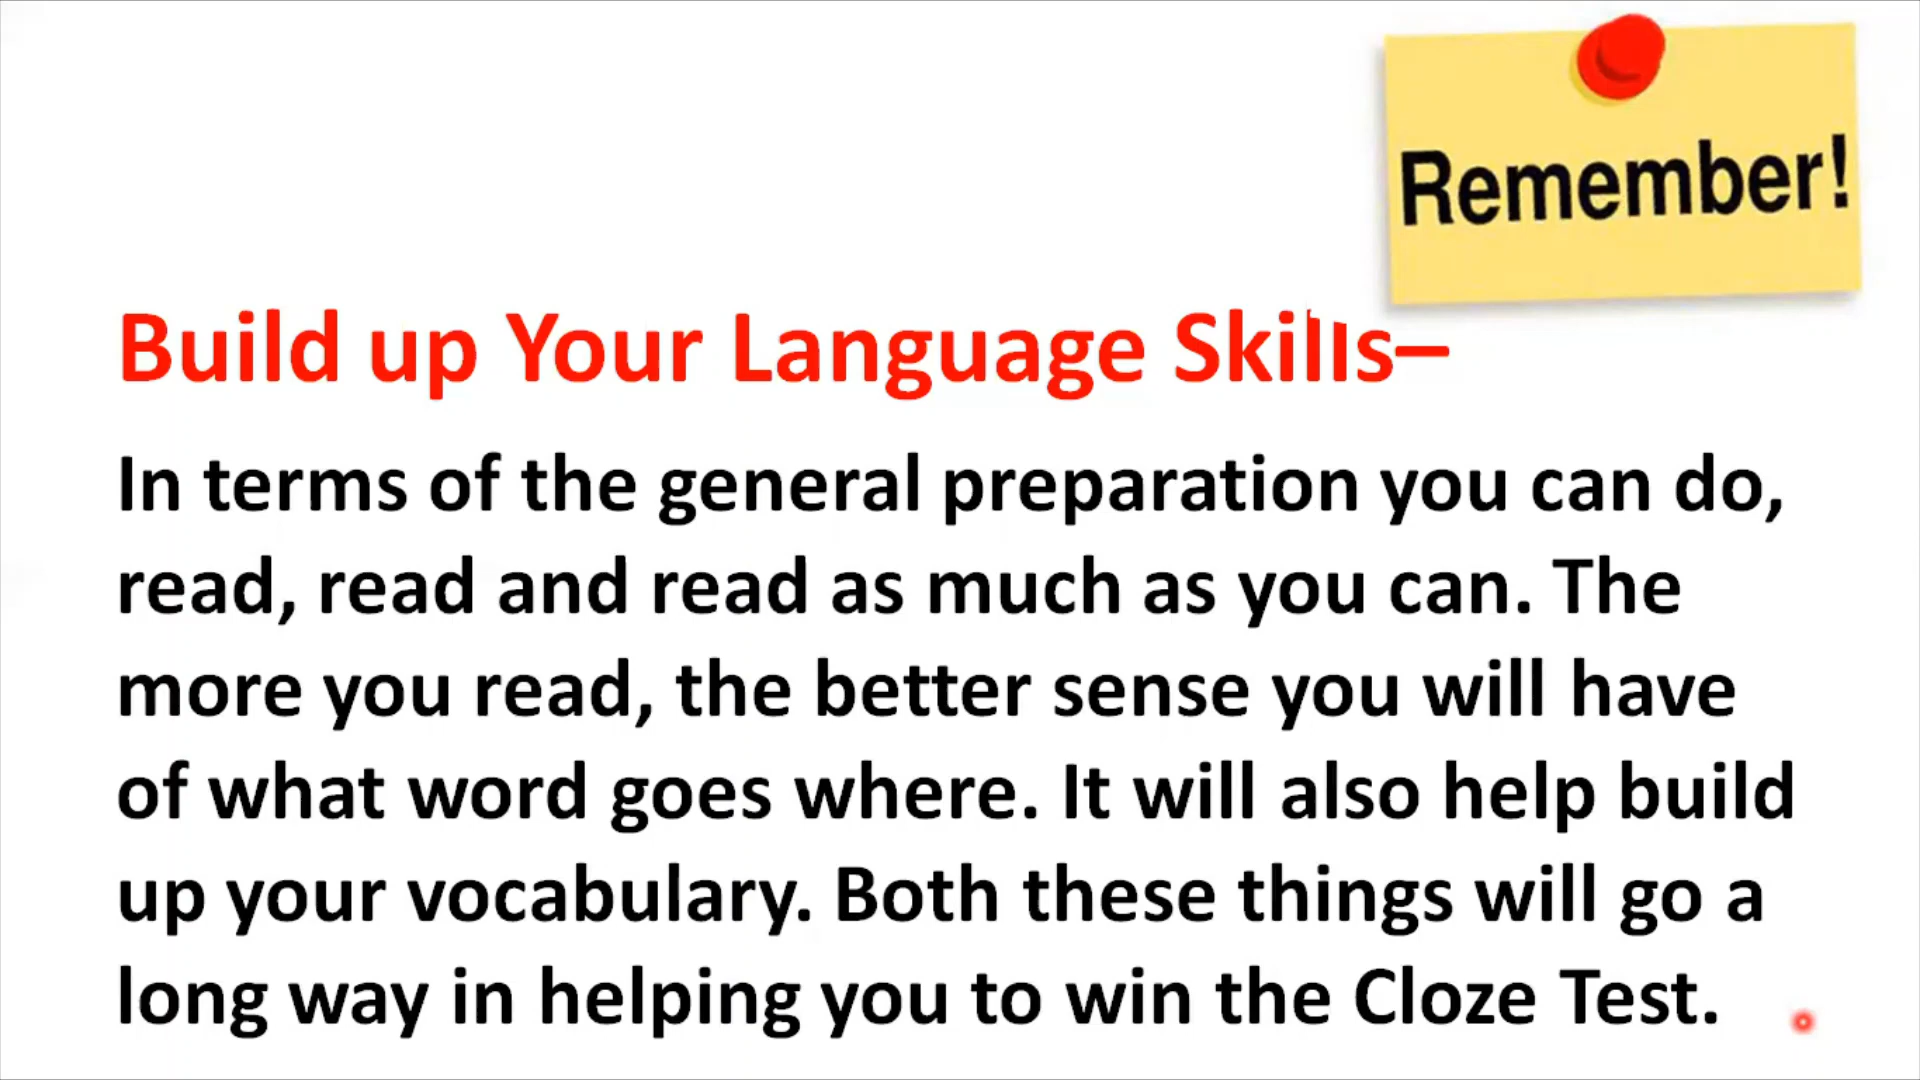 Remember!
Build up Your Language Skills–
In terms of the general preparation you can do,
read, read and read as much as you can. The
more you read, the better sense you will have
of what word goes where. It will also help build
up your vocabulary. Both these things will go a
long way in helping you to win the Cloze Test.